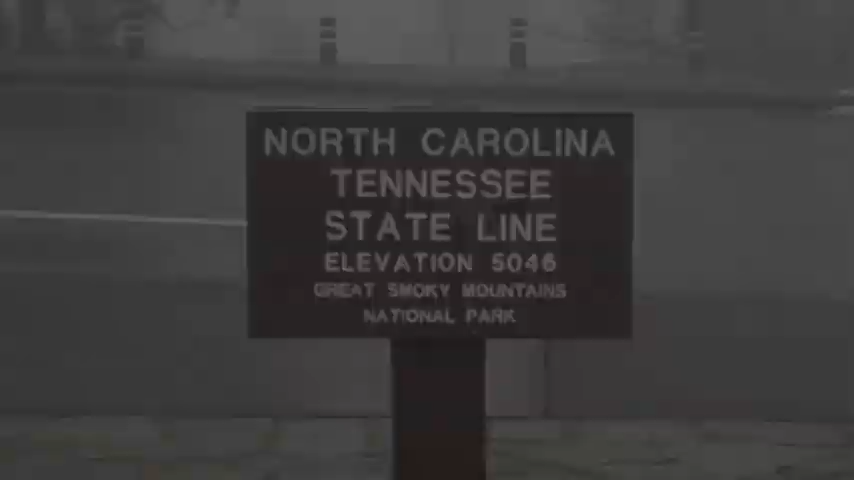 NORTH CAROLINA
TENNESSEE
STATE LINE
ELEVATION 5046
GREAT SMOKY MOUNTAINS
NATIONAL PARK